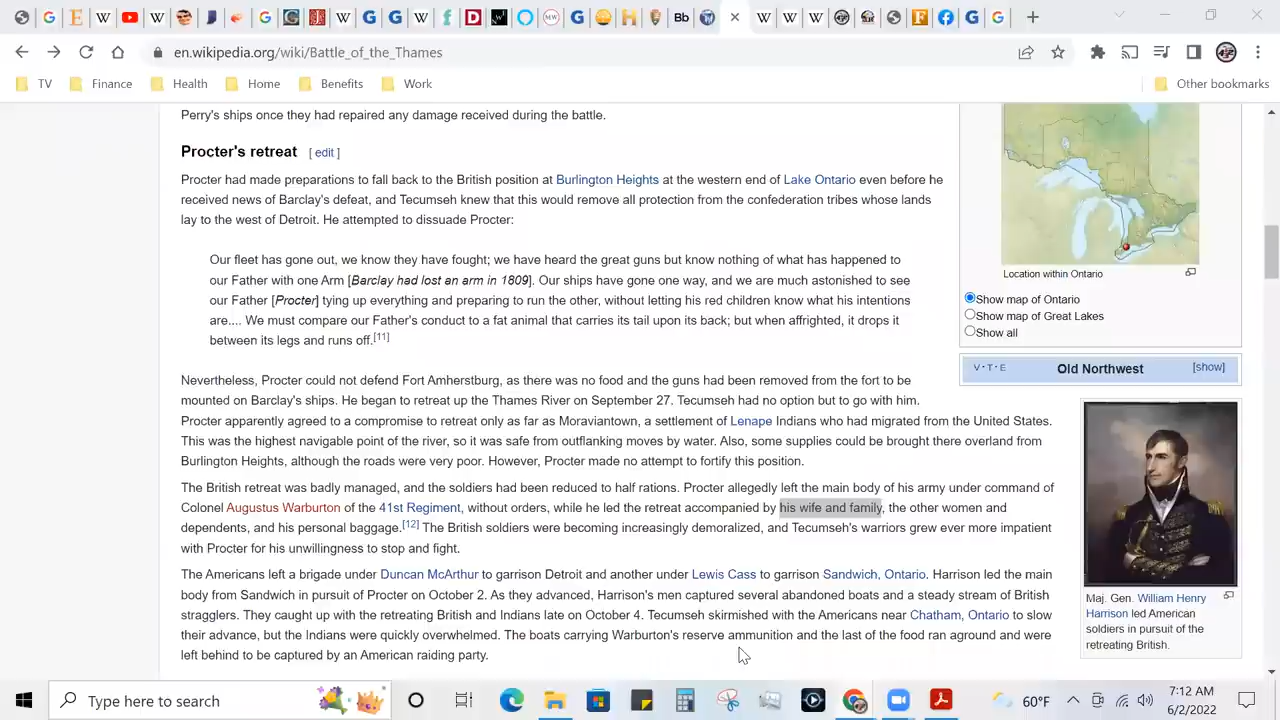 en.wikipedia.org/wiki/Battle_of_the_Thames
TV Finance Health Home Benefits Work Other bookmarks
Perry's ships once they had repaired any damage received during the battle.
Procter's retreat [ edit ]
Procter had made preparations to fall back to the British position at Burlington Heights at the western end of Lake Ontario even before he
received news of Barclay's defeat, and Tecumseh knew that this would remove all protection from the confederation tribes whose lands
lay to the west of Detroit. He attempted to dissuade Procter:
Our fleet has gone out, we know they have fought; we have heard the great guns but know nothing of what has happened to
our Father with one Arm [Barclay had lost an arm in 1809]. Our ships have gone one way, and we are much astonished to see
our Father [Procter] tying up everything and preparing to run the other, without letting his red children know what his intentions
are.... We must compare our Father's conduct to a fat animal that carries its tail upon its back; but when affrighted, it drops it
between its legs and runs off.[11]
Nevertheless, Procter could not defend Fort Amherstburg, as there was no food and the guns had been removed from the fort to be
mounted on Barclay's ships. He began to retreat up the Thames River on September 27. Tecumseh had no option but to go with him.
Procter apparently agreed to a compromise to retreat only as far as Moraviantown, a settlement of Lenape Indians who had migrated from the United States.
This was the highest navigable point of the river, so it was safe from outflanking moves by water. Also, some supplies could be brought there overland from
Burlington Heights, although the roads were very poor. However, Procter made no attempt to fortify this position.
The British retreat was badly managed, and the soldiers had been reduced to half rations. Procter allegedly left the main body of his army under command of
Colonel Augustus Warburton of the 41st Regiment, without orders, while he led the retreat accompanied by his wife and family, the other women and
dependents, and his personal baggage.[12] The British soldiers were becoming increasingly demoralized, and Tecumseh's warriors grew ever more impatient
with Procter for his unwillingness to stop and fight.
The Americans left a brigade under Duncan McArthur to garrison Detroit and another under Lewis Cass to garrison Sandwich, Ontario. Harrison led the main
body from Sandwich in pursuit of Procter on October 2. As they advanced, Harrison's men captured several abandoned boats and a steady stream of British
stragglers. They caught up with the retreating British and Indians late on October 4. Tecumseh skirmished with the Americans near Chatham, Ontario to slow
their advance, but the Indians were quickly overwhelmed. The boats carrying Warburton's reserve ammunition and the last of the food ran aground and were
left behind to be captured by an American raiding party.
Location within Ontario
Show map of Ontario
Show map of Great Lakes
Show all
V·T·E Old Northwest [show]
Maj. Gen. William Henry
Harrison led American
soldiers in pursuit of the
retreating British.
Type here to search
60°F
7:12 AM
6/2/2022